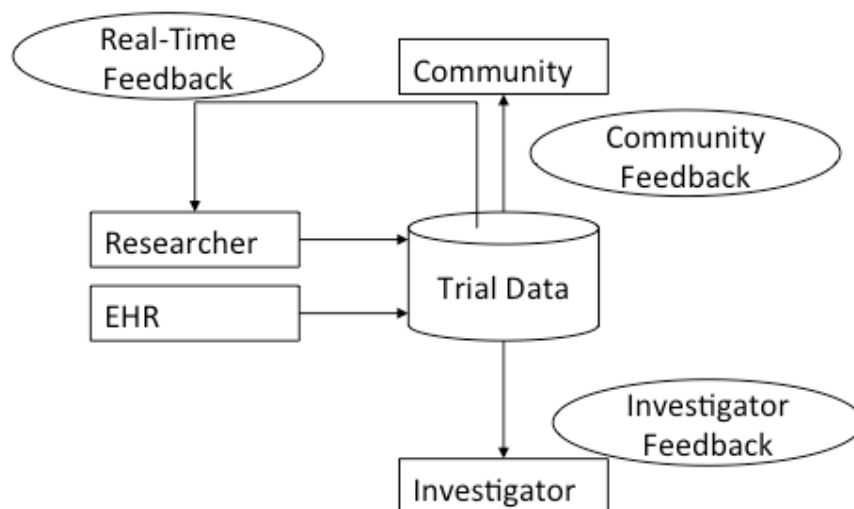 Real-Time
Feedback
Community
Community
Feedback
Researcher
EHR
Trial Data
Investigator
Feedback
Investigator